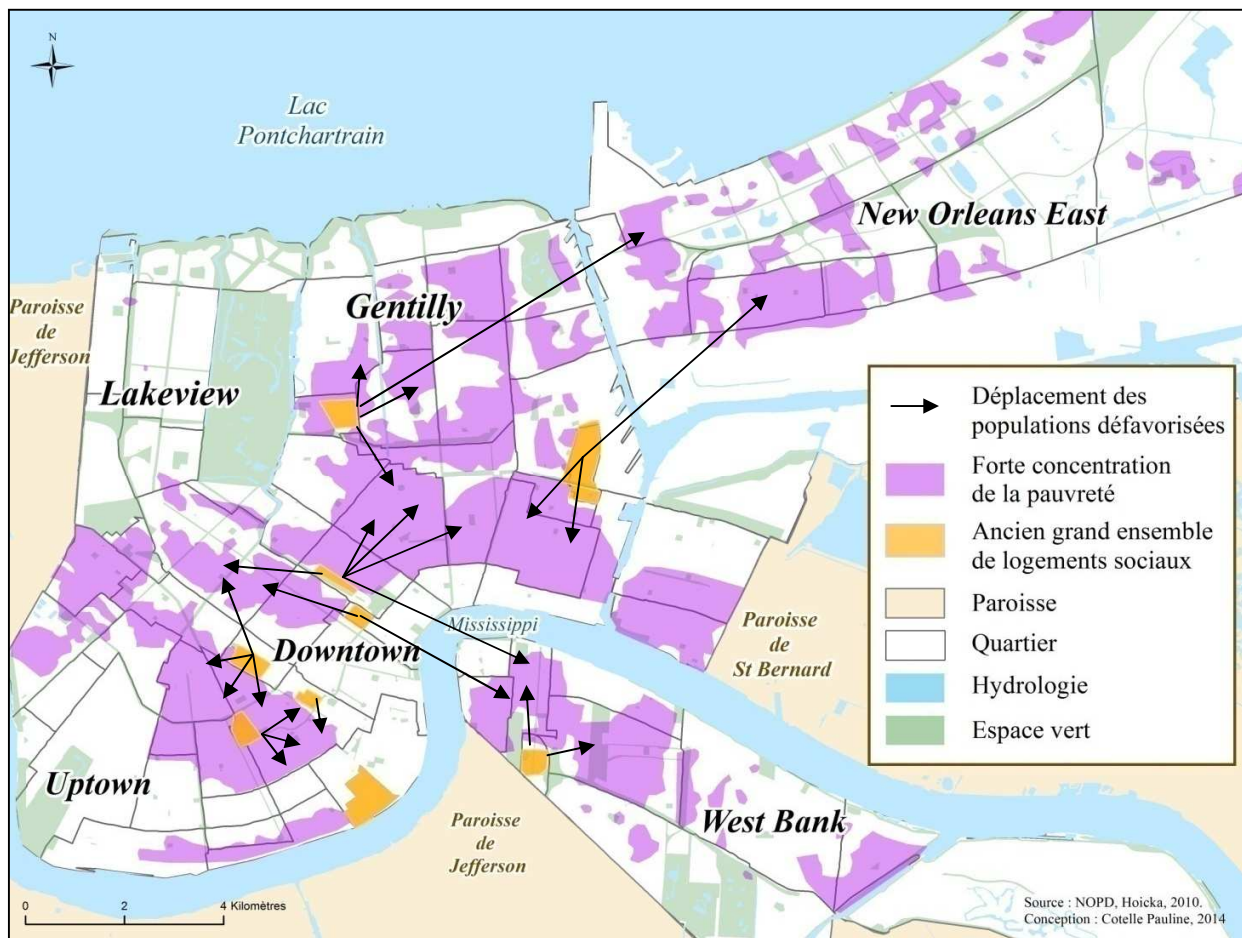 N
Lac
Pontchartrain
New Orleans East
Paroisse
de
Jefferson
Gentilly
Lakeview
Déplacement des
populations défavorisées
Forte concentration
de la pauvreté
Ancien grand ensemble
de logements sociaux
Paroisse
Quartier
Hydrologie
Espace vert
Mississippi
Paroisse
de
St Bernard
Downtown
Uptown
Paroisse
de
Jefferson
West Bank
0 2 4 Kilomètres
Source : NOPD, Hoicka, 2010.
Conception : Cotelle Pauline, 2014